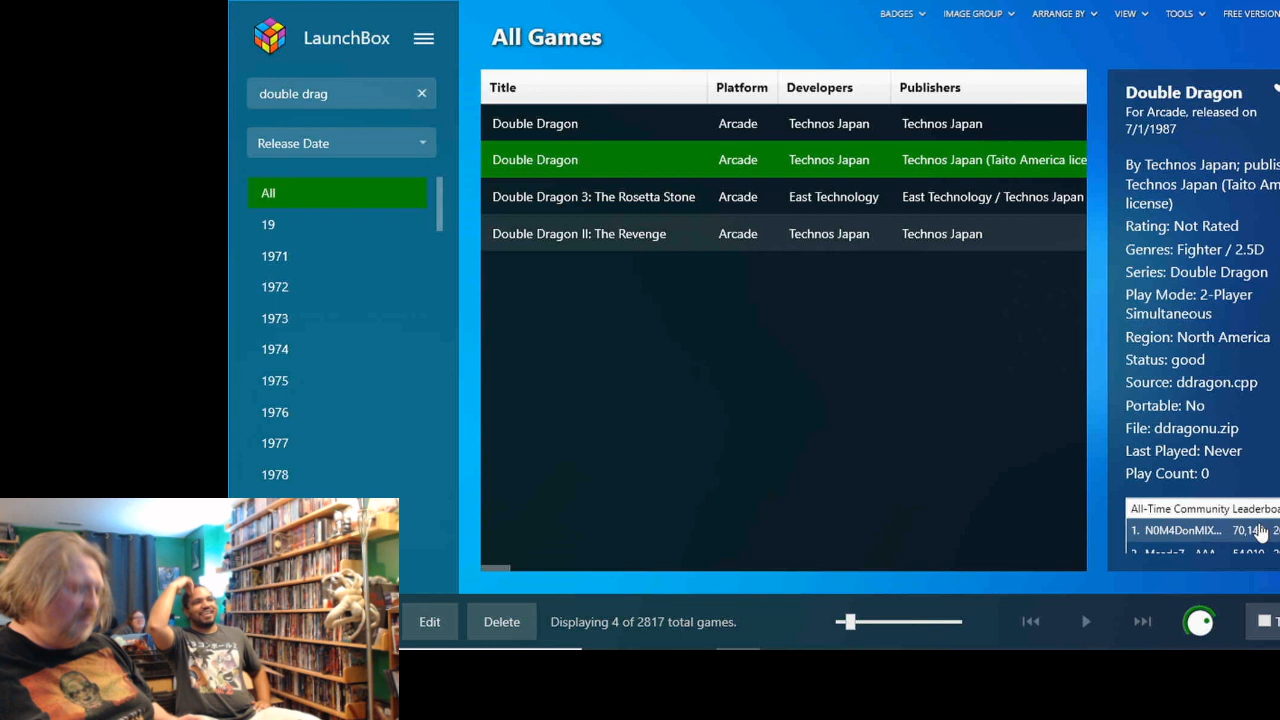 BADGES IMAGE GROUP ARRANGE BY VIEW TOOLS FREE VERSION
LaunchBox
All Games
double drag
Release Date
All
19
1971
1972
1973
1974
1975
1976
1977
1978
Title Platform Developers Publishers
Double Dragon Arcade Technos Japan Technos Japan
Double Dragon Arcade Technos Japan Technos Japan (Taito America lice
Double Dragon 3: The Rosetta Stone Arcade East Technology East Technology / Technos Japan
Double Dragon II: The Revenge Arcade Technos Japan Technos Japan
Double Dragon
For Arcade, released on
7/1/1987
By Technos Japan; publis
Technos Japan (Taito Am
license)
Rating: Not Rated
Genres: Fighter / 2.5D
Series: Double Dragon
Play Mode: 2-Player
Simultaneous
Region: North America
Status: good
Source: ddragon.cpp
Portable: No
File: ddragonu.zip
Last Played: Never
Play Count: 0
All-Time Community Leaderboa
1. N0M4DonMIX...
Edit Delete Displaying 4 of 2817 total games.